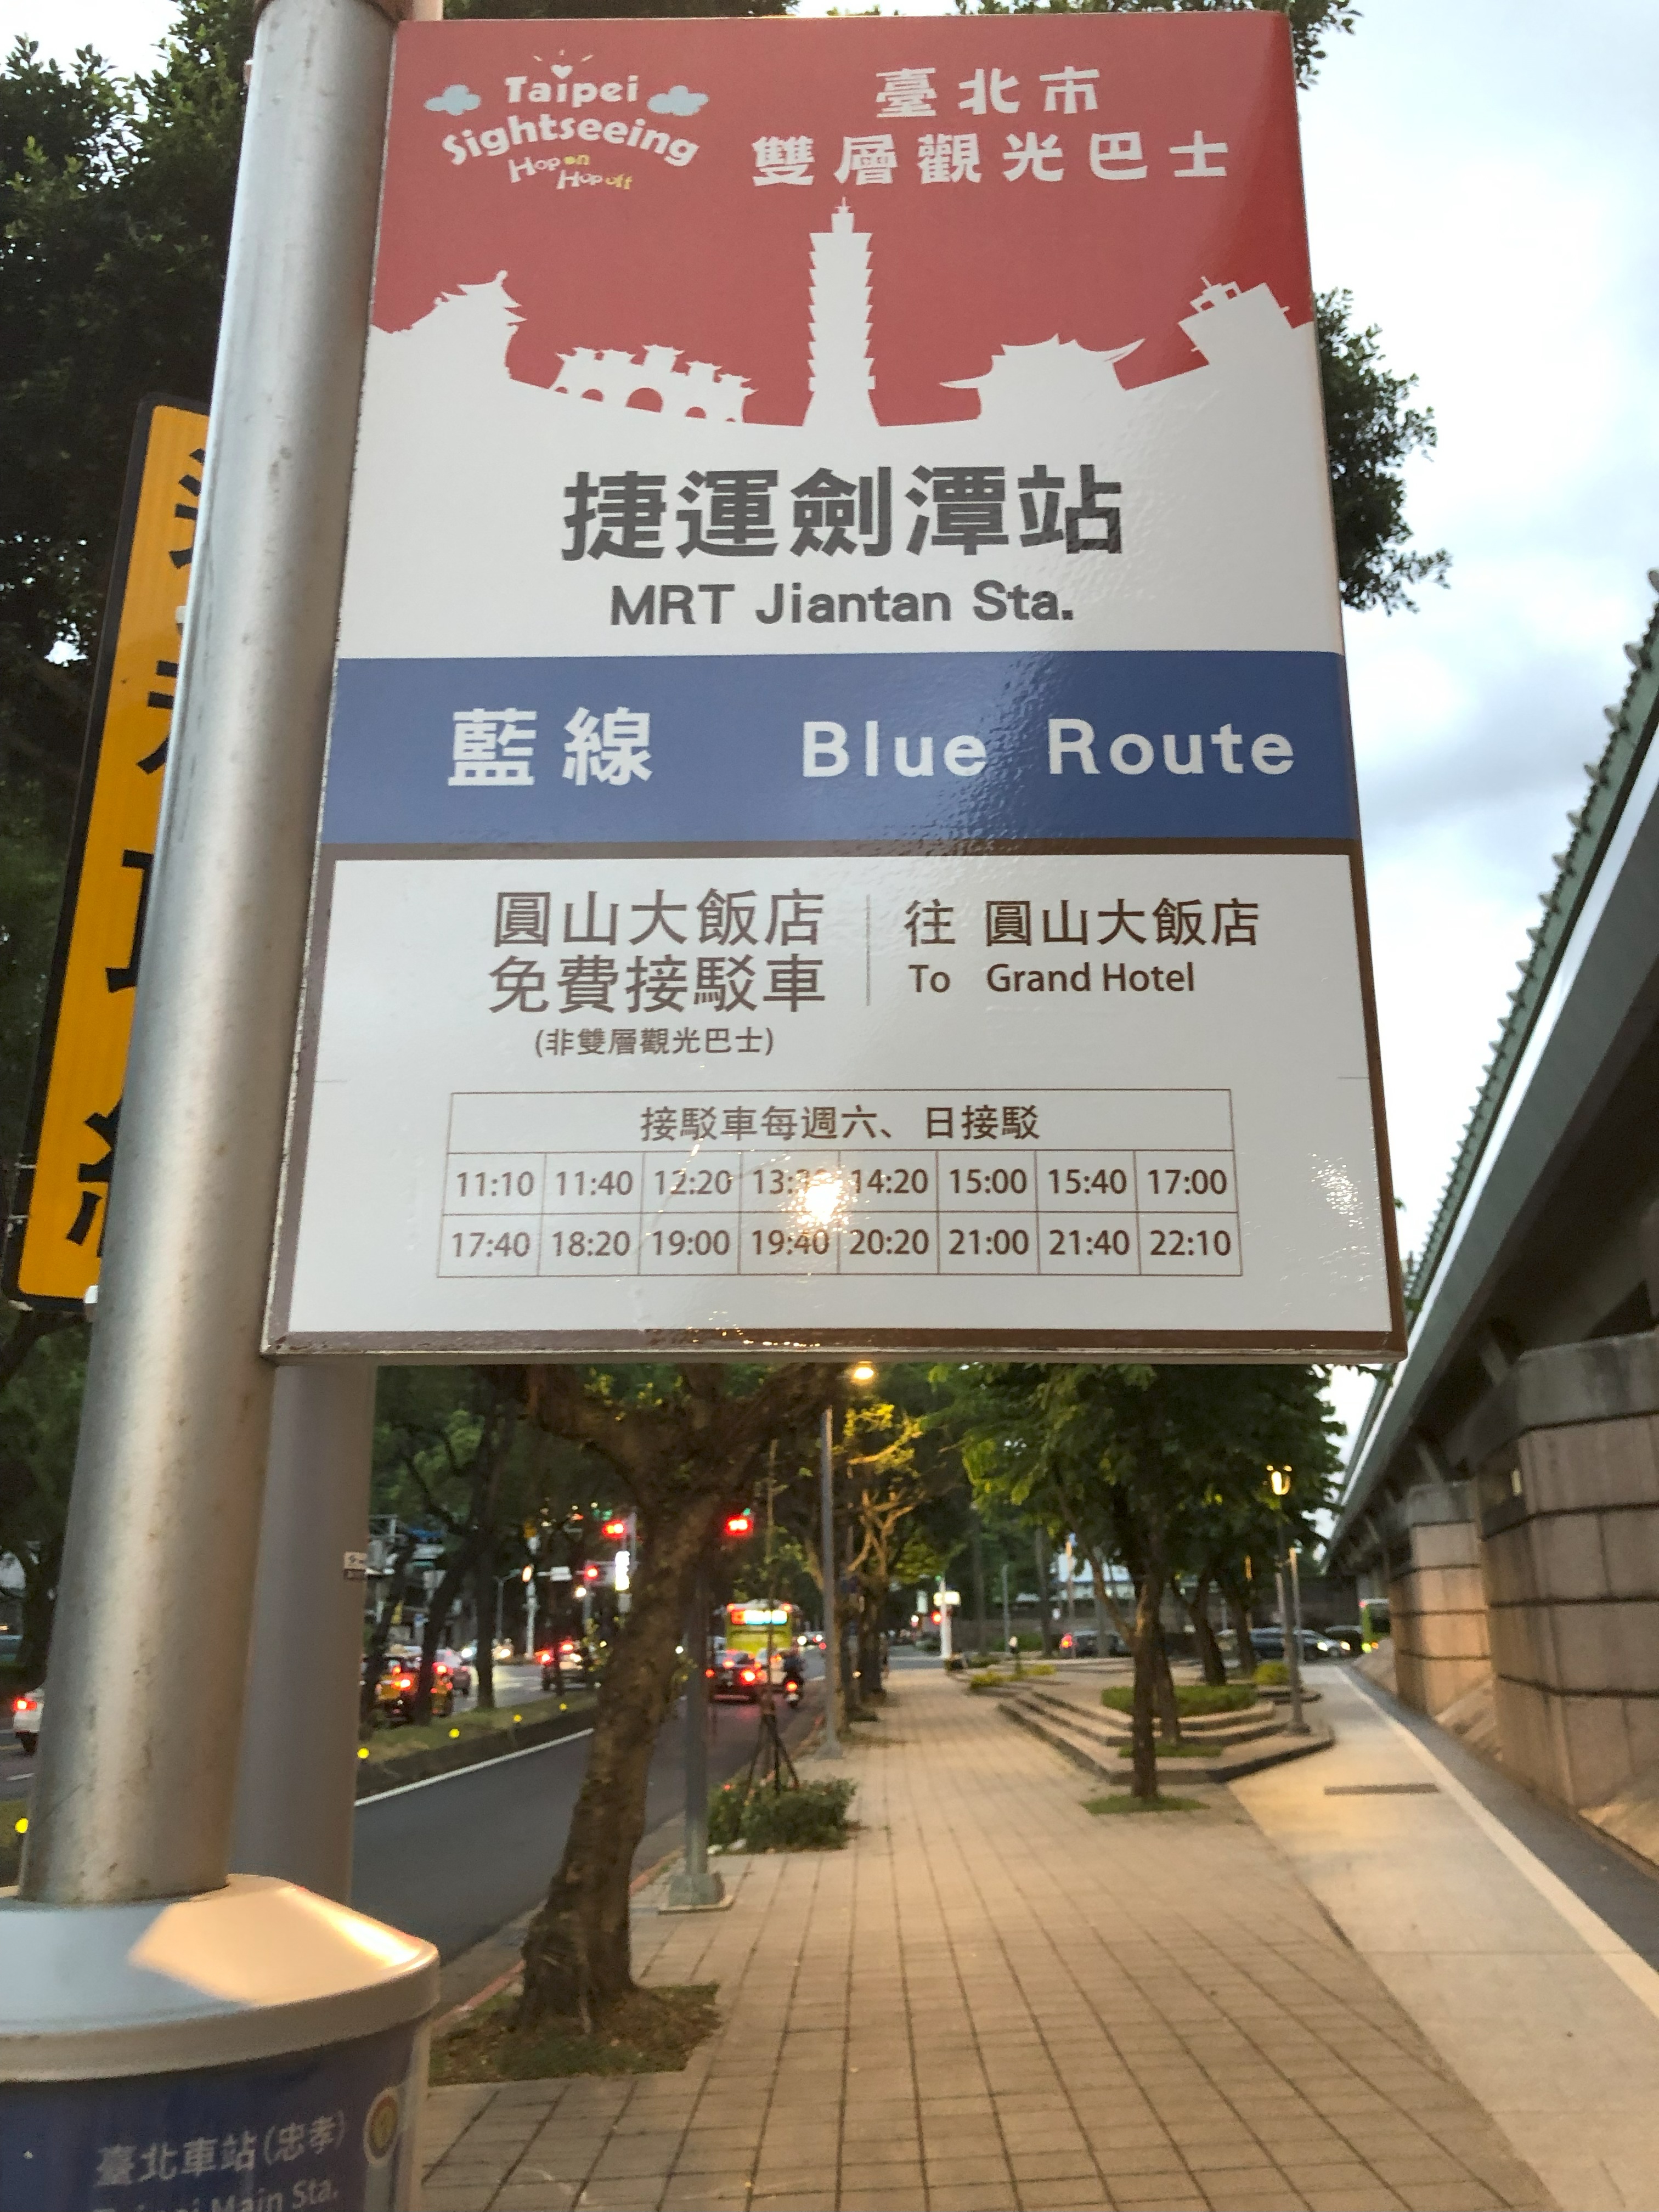 Taipei
Sightseeing
Hop on
Hop off
臺北市
雙層觀光巴士
捷運劍潭站
MRT Jiantan Sta.
藍線 Blue Route
圓山大飯店
免費接駁車
(非雙層觀光巴士)
往 圓山大飯店
To Grand Hotel
接駁車每週六、日接駁
11:10 11:40 12:20 14:20 15:00 15:40 17:00
17:40 18:20 19:00 19:40 20:20 21:00 21:40 22:10
臺北車站(忠孝)
Main Sta.